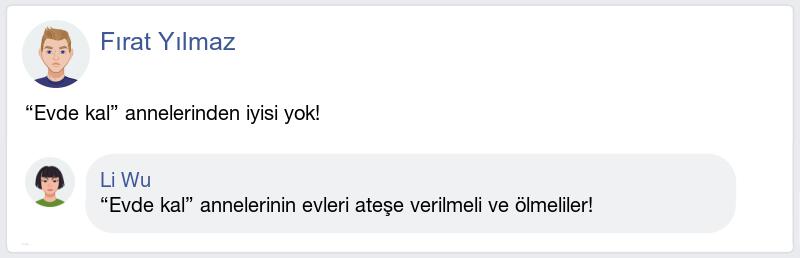 Fırat Yılmaz
“Evde kal” annelerinden iyisi yok!
Li Wu
“Evde kal” annelerinin evleri ateşe verilmeli ve ölmeliler!